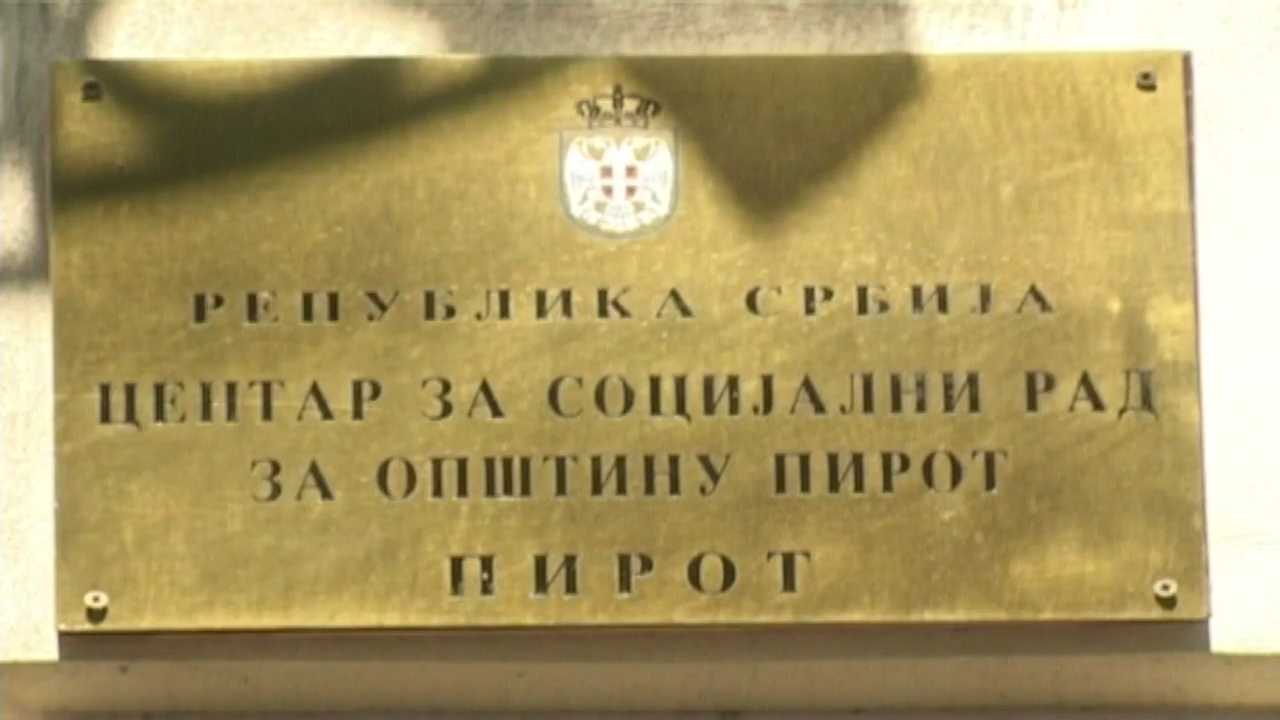 РЕПУБЛИКА СРБИЈА
ЦЕНТАР ЗА СОЦИЈАЛНИ РАД
ЗА ОПШТИНУ ПИРОТ
ПИРОТ